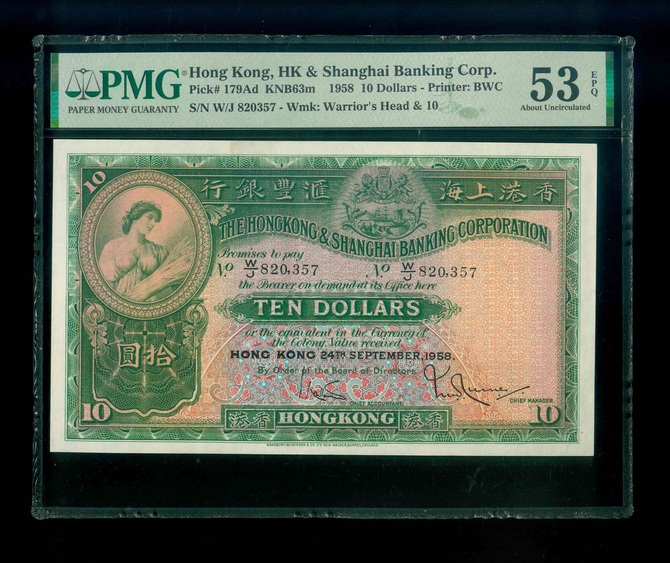 PMG
PAPER MONEY GUARANTY
Hong Kong, HK & Shanghai Banking Corp.
Pick# 179Ad KNB63m 1958 10 Dollars - Printer: BWC
S/N W/J 820357 - Wmk: Warrior's Head & 10
53
EPQ
About Uncirculated
10
行銀豐滙
海上港香
THE HONGKONG & SHANGHAI BANKING CORPORATION
Promises to pay
No W/J 820,357 No W/J 820,357
the Bearer on demand at its Office here
TEN DOLLARS
or the equivalent in the Currency of
the Colony, Value received
圓拾
HONG KONG 24TH SEPTEMBER, 1958.
By Order of the Board of Directors
CHIEF ACCOUNTANT
CHIEF MANAGER
10 港香 HONGKONG 港香 10